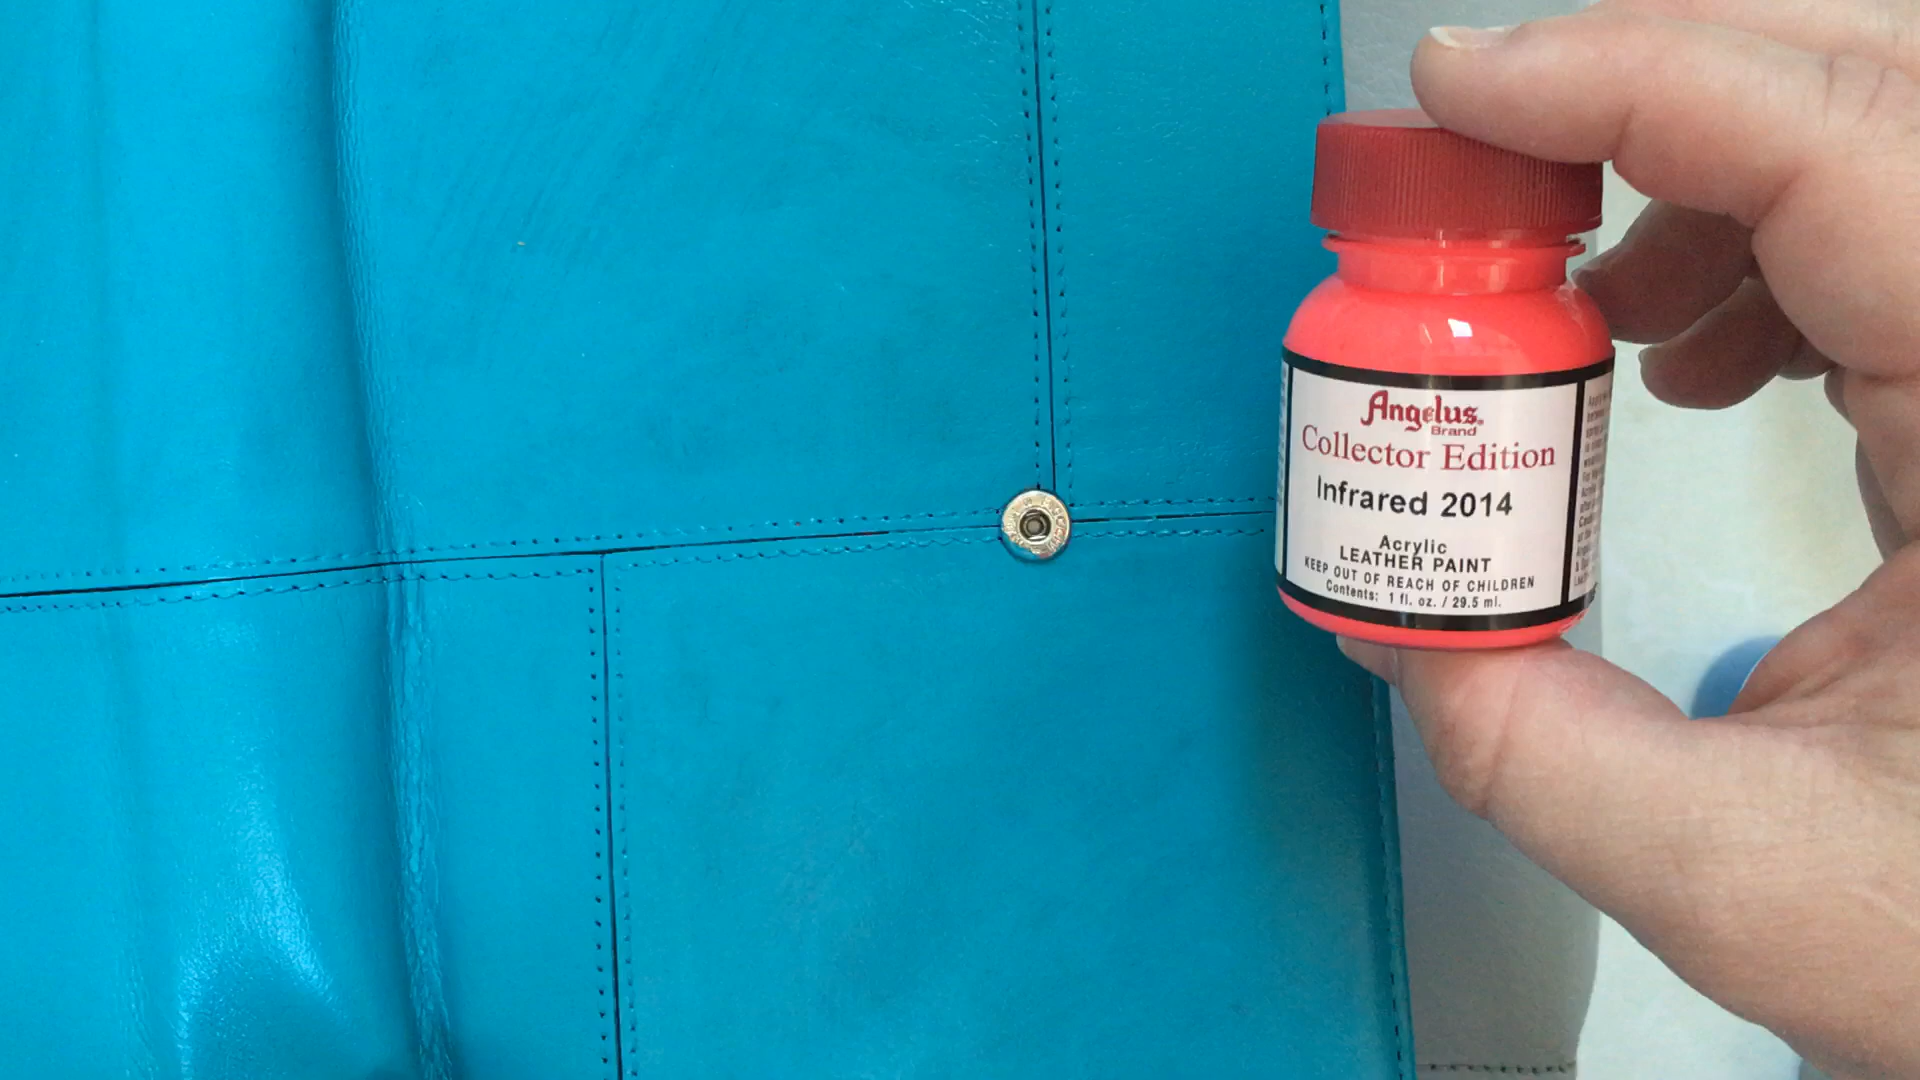 Angelus®
Brand
Collector Edition
Infrared 2014
Acrylic
LEATHER PAINT
KEEP OUT OF REACH OF CHILDREN
Contents: 1 fl. oz. / 29.5 ml.